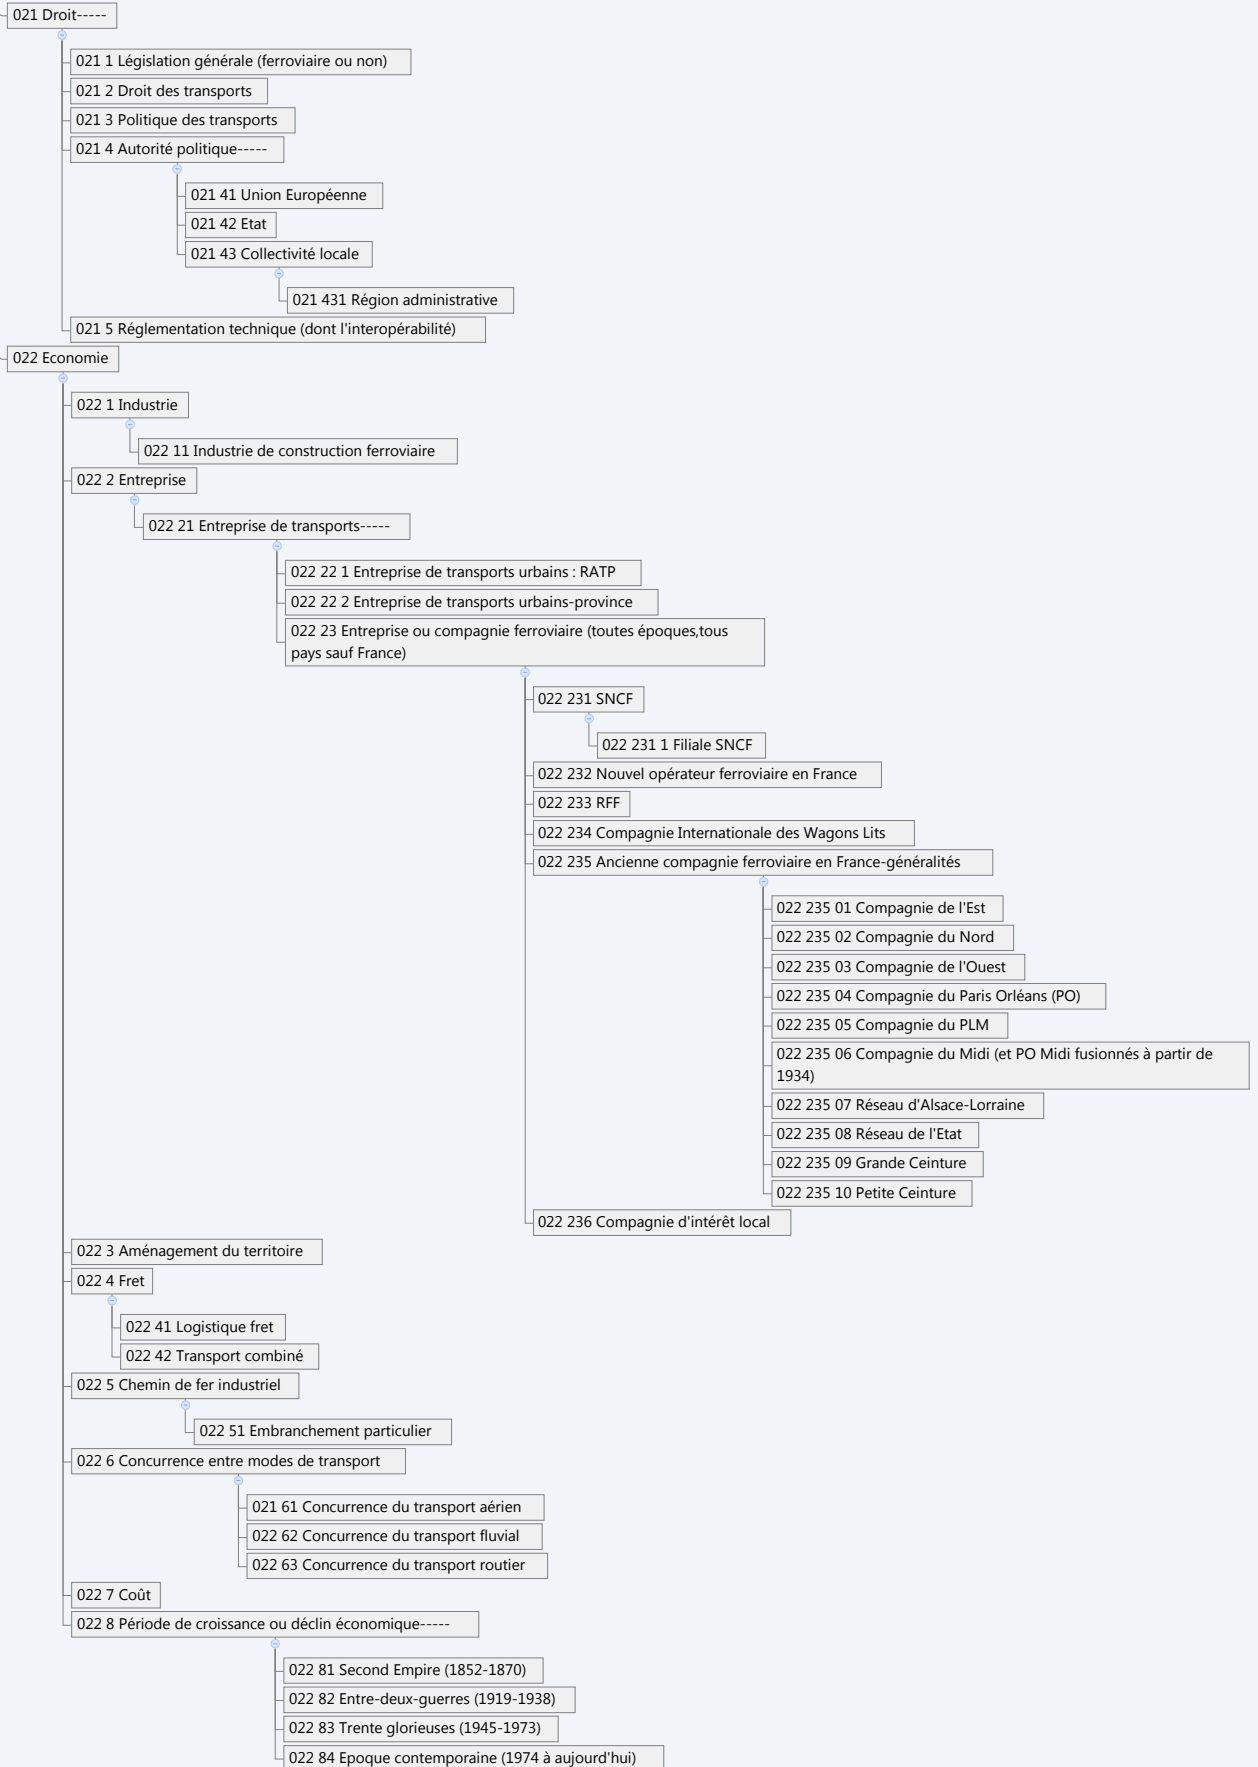 021 Droit-----
021 1 Législation générale (ferroviaire ou non)
021 2 Droit des transports
021 3 Politique des transports
021 4 Autorité politique-----
021 41 Union Européenne
021 42 Etat
021 43 Collectivité locale
021 431 Région administrative
021 5 Réglementation technique (dont l'interopérabilité)
022 Economie
022 1 Industrie
022 11 Industrie de construction ferroviaire
022 2 Entreprise
022 21 Entreprise de transports-----
022 22 1 Entreprise de transports urbains : RATP
022 22 2 Entreprise de transports urbains-province
022 23 Entreprise ou compagnie ferroviaire (toutes époques,tous
pays sauf France)
022 231 SNCF
022 231 1 Filiale SNCF
022 232 Nouvel opérateur ferroviaire en France
022 233 RFF
022 234 Compagnie Internationale des Wagons Lits
022 235 Ancienne compagnie ferroviaire en France-généralités
022 235 01 Compagnie de l'Est
022 235 02 Compagnie du Nord
022 235 03 Compagnie de l'Ouest
022 235 04 Compagnie du Paris Orléans (PO)
022 235 05 Compagnie du PLM
022 235 06 Compagnie du Midi (et PO Midi fusionnés à partir de
1934)
022 235 07 Réseau d'Alsace-Lorraine
022 235 08 Réseau de l'Etat
022 235 09 Grande Ceinture
022 235 10 Petite Ceinture
022 236 Compagnie d'intérêt local
022 3 Aménagement du territoire
022 4 Fret
022 41 Logistique fret
022 42 Transport combiné
022 5 Chemin de fer industriel
022 51 Embranchement particulier
022 6 Concurrence entre modes de transport
021 61 Concurrence du transport aérien
022 62 Concurrence du transport fluvial
022 63 Concurrence du transport routier
022 7 Coût
022 8 Période de croissance ou déclin économique-----
022 81 Second Empire (1852-1870)
022 82 Entre-deux-guerres (1919-1938)
022 83 Trente glorieuses (1945-1973)
022 84 Epoque contemporaine (1974 à aujourd'hui)